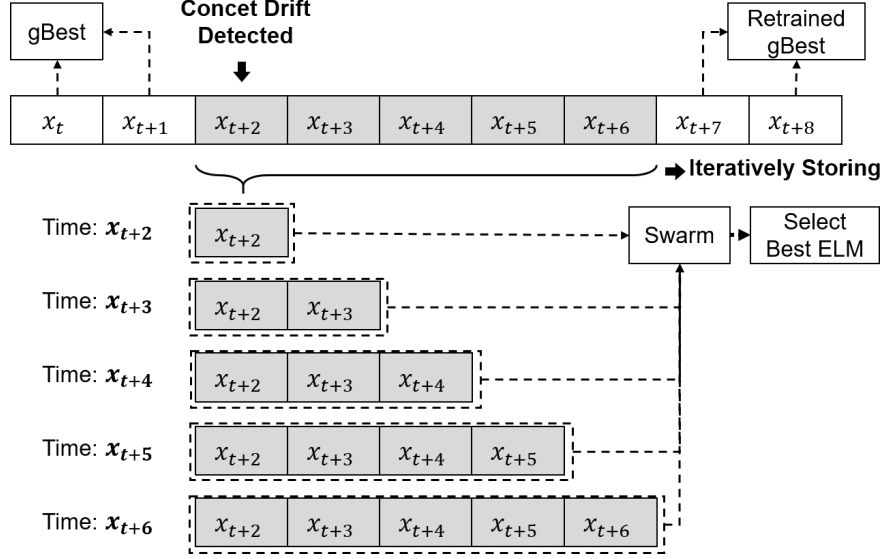 Concet Drift
Detected
gBest
Retrained
gBest
x_t x_{t+1} x_{t+2} x_{t+3} x_{t+4} x_{t+5} x_{t+6} x_{t+7} x_{t+8}
Iteratively Storing
Time: x_{t+2} x_{t+2}
Swarm
Select
Best ELM
Time: x_{t+3} x_{t+2} x_{t+3}
Time: x_{t+4} x_{t+2} x_{t+3} x_{t+4}
Time: x_{t+5} x_{t+2} x_{t+3} x_{t+4} x_{t+5}
Time: x_{t+6} x_{t+2} x_{t+3} x_{t+4} x_{t+5} x_{t+6}